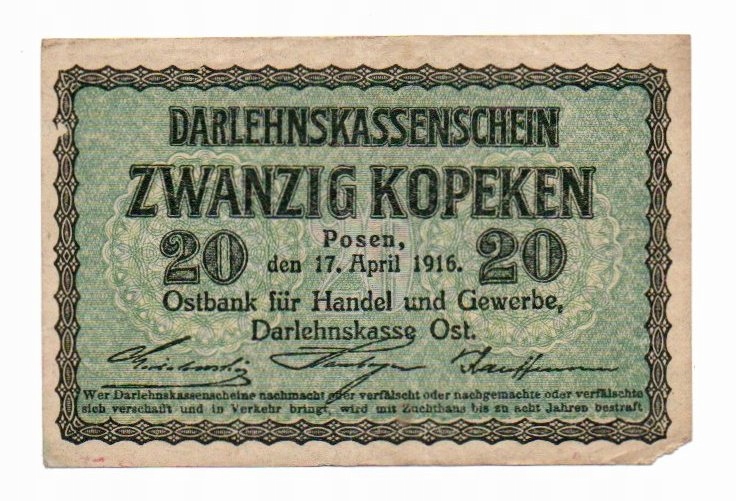 DARLEHNSKASSENSCHEIN
ZWANZIG KOPEKEN
20 Posen, 20
den 17. April 1916.
Ostbank für Handel und Gewerbe,
Darlehnskasse Ost.
Wer Darlehnskassenscheine nachmacht oder verfälscht oder nachgemachte oder verfälschte
sich verschafft und in Verkehr bringt, wird mit Zuchthaus bis zu acht Jahren bestraft